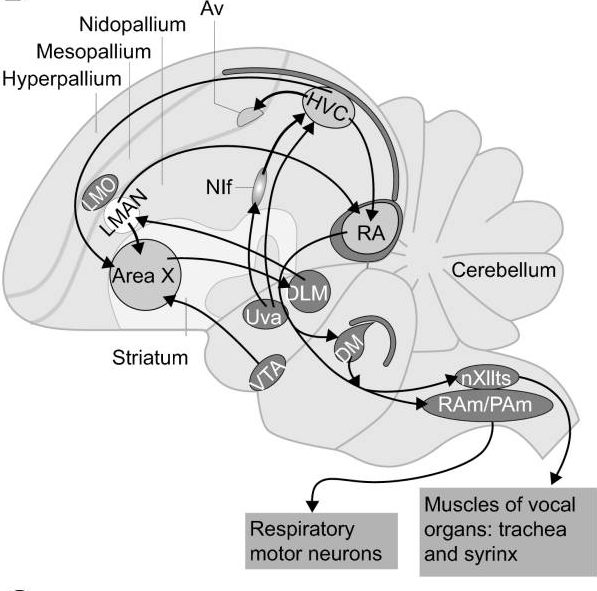 Av
Nidopallium
Mesopallium
Hyperpallium
HVC
NIf
LMO
LMAN
RA
Area X
DLM
Cerebellum
Uva
Striatum
DM
VTA
nXIIts
RAm/PAm
Respiratory
motor neurons
Muscles of vocal
organs: trachea
and syrinx